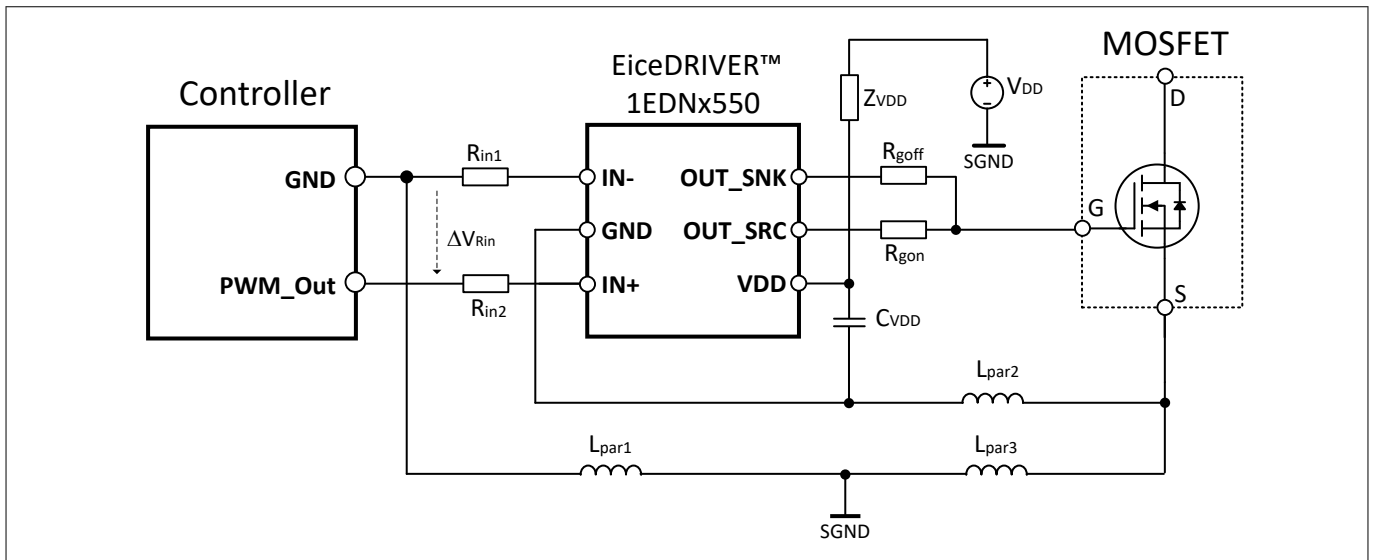 Controller
GND
PWM_Out
Rin1
ΔVRin
Rin2
EiceDRIVER™
1EDNx550
IN-
GND
IN+
OUT_SNK
OUT_SRC
VDD
ZVDD
VDD
SGND
Rgoff
Rgon
CVDD
MOSFET
D
G
S
Lpar2
Lpar1
Lpar3
SGND